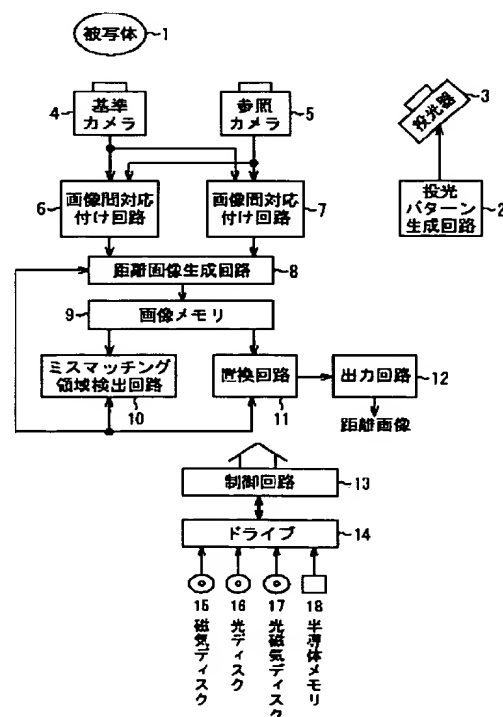 被写体
1
4
基準
カメラ
参照
カメラ
5
投光器
3
6
画像間対応
付け回路
画像間対応
付け回路
7
投光
パターン
生成回路
2
距離画像生成回路
8
9
画像メモリ
ミスマッチング
領域検出回路
10
置換回路
11
出力回路
12
距離画像
制御回路
13
ドライブ
14
15
磁気ディスク
16
光ディスク
17
光磁気ディスク
18
半導体メモリ